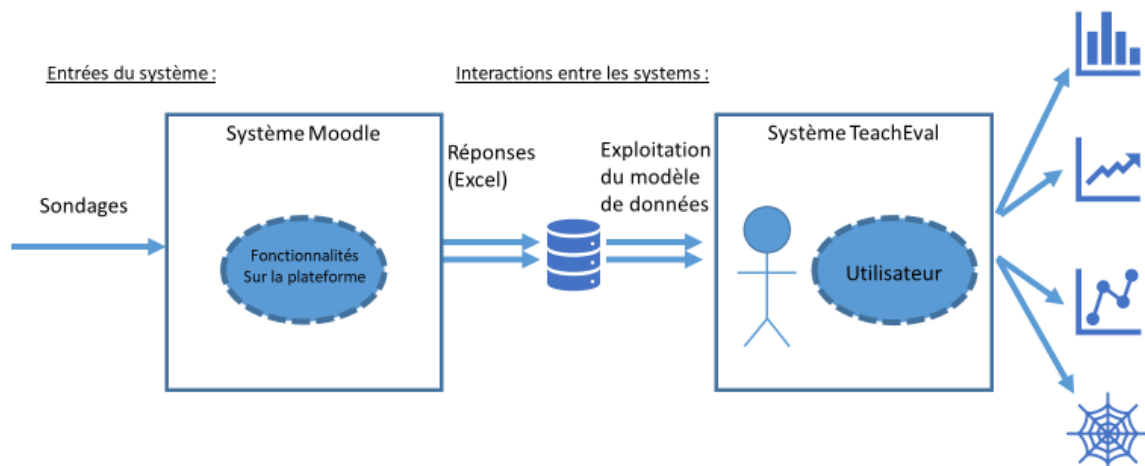 Entrées du système :
Interactions entre les systems :
Système Moodle
Système TeachEval
Réponses
(Excel)
Exploitation
du modèle
de données
Sondages
Fonctionnalités
Sur la plateforme
Utilisateur